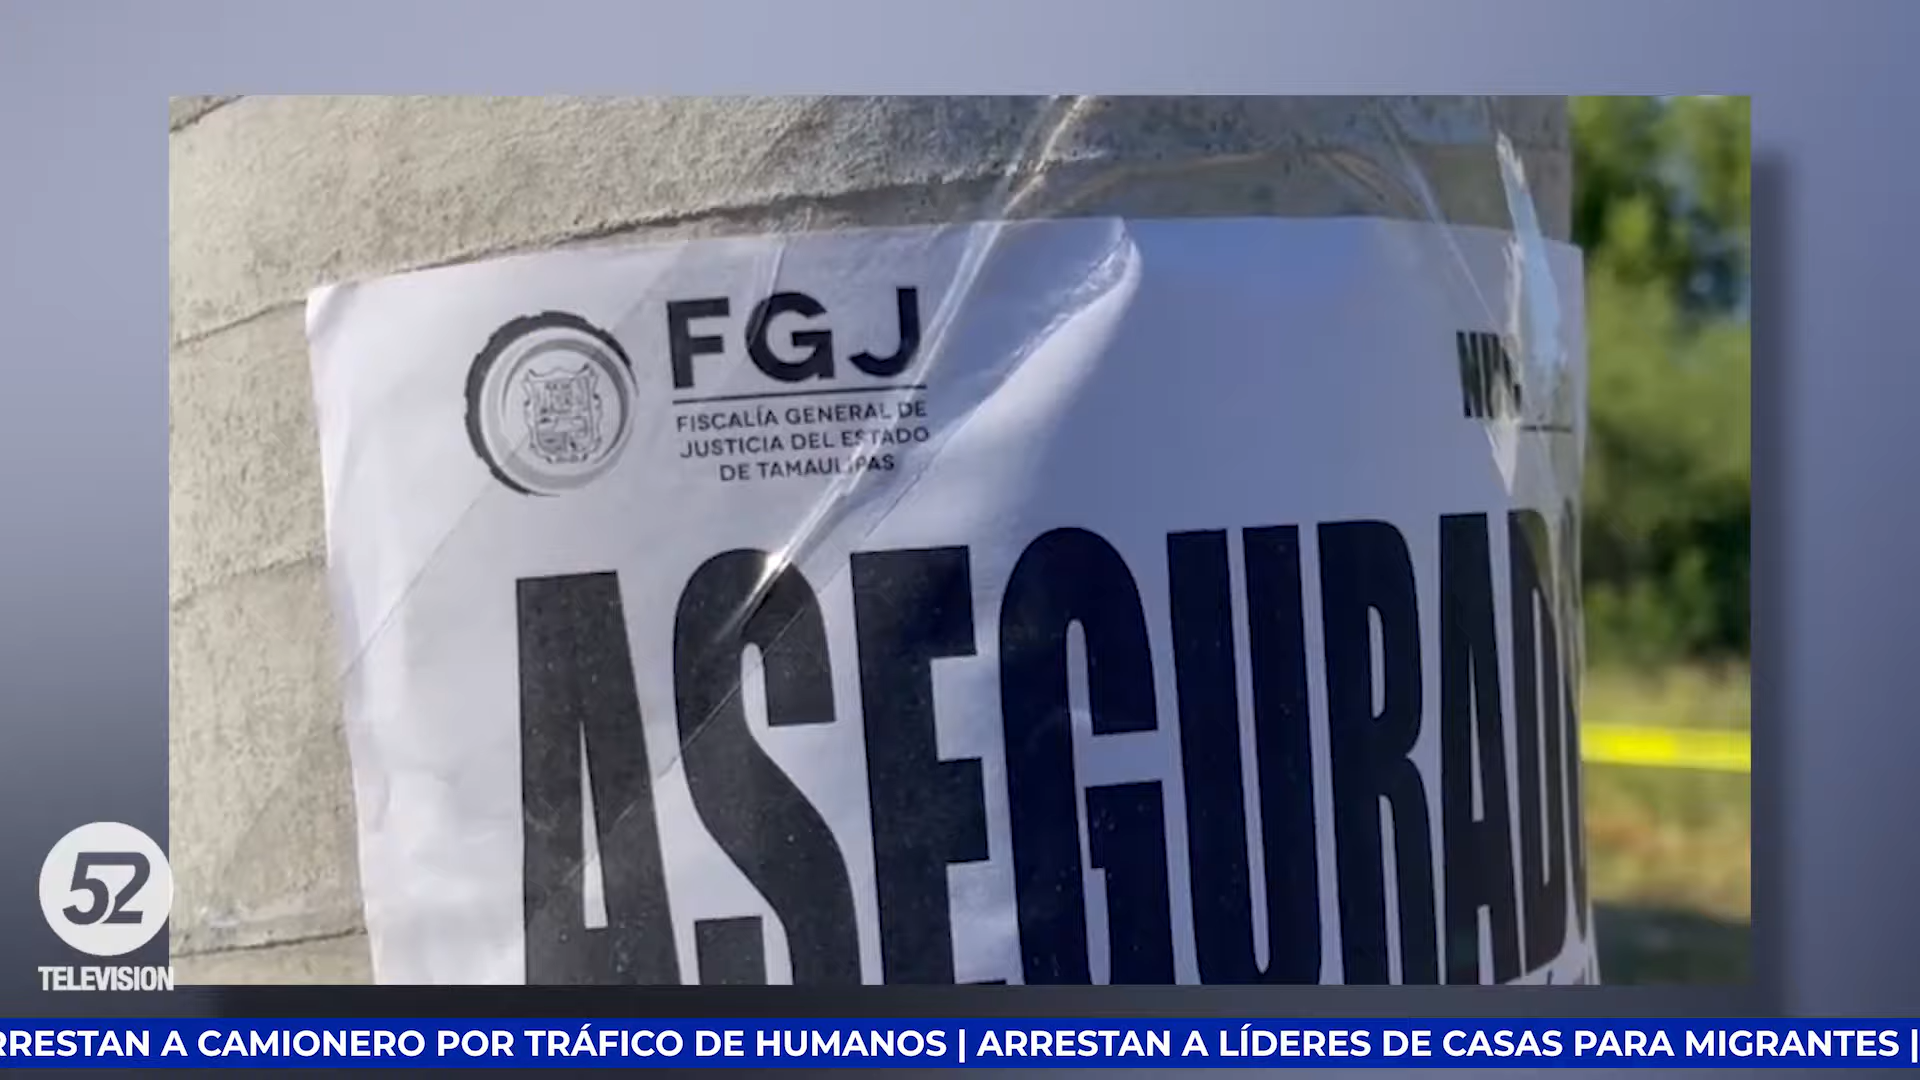 FGJ
FISCALÍA GENERAL DE
JUSTICIA DEL ESTADO
DE TAMAULIPAS
ASEGURADO
52
TELEVISION
RRESTAN A CAMIONERO POR TRÁFICO DE HUMANOS | ARRESTAN A LÍDERES DE CASAS PARA MIGRANTES |